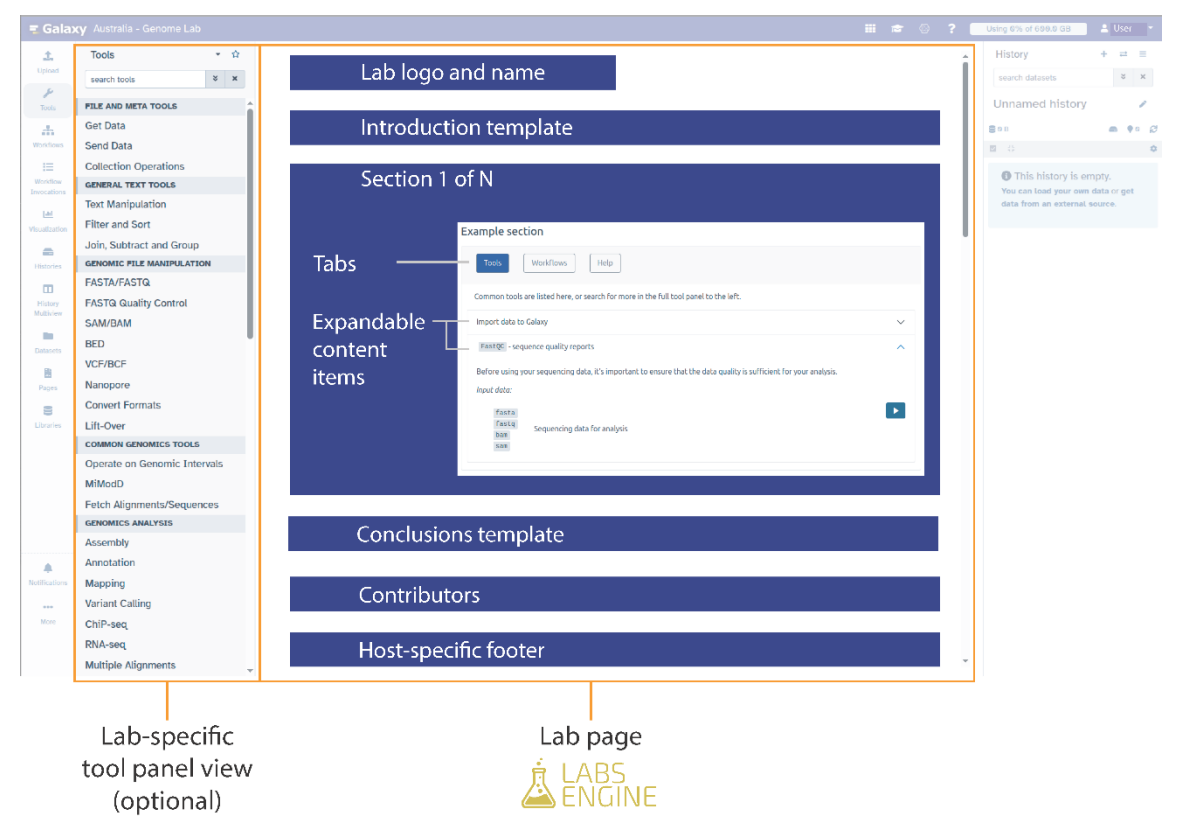 Galaxy Australia - Genome Lab
?
Using 6% of 600.0 GB
User
Upload
Tools
Workflows
Workflow
Invocations
Visualization
Histories
History
Multiview
Datasets
Pages
Libraries
Notifications
More
Tools
search tools
FILE AND META TOOLS
Get Data
Send Data
Collection Operations
GENERAL TEXT TOOLS
Text Manipulation
Filter and Sort
Join, Subtract and Group
GENOMIC FILE MANIPULATION
FASTA/FASTQ
FASTQ Quality Control
SAM/BAM
BED
VCF/BCF
Nanopore
Convert Formats
Lift-Over
COMMON GENOMICS TOOLS
Operate on Genomic Intervals
MiModD
Fetch Alignments/Sequences
GENOMICS ANALYSIS
Assembly
Annotation
Mapping
Variant Calling
ChiP-seq
RNA-seq
Multiple Alignments
Lab logo and name
Introduction template
Section 1 of N
Tabs
Expandable
content
items
Example section
Tools
Workflows
Help
Common tools are listed here, or search for more in the full tool panel to the left.
Import data to Galaxy
FastQC - sequence quality reports
Before using your sequencing data, it's important to ensure that the data quality is sufficient for your analysis.
Input data:
fasta
fastq
bam
sam
Sequencing data for analysis
Conclusions template
Contributors
Host-specific footer
History
search datasets
Unnamed history
This history is empty.
You can load your own data or get
data from an external source.
Lab-specific
tool panel view
(optional)
Lab page
LABS
ENGINE